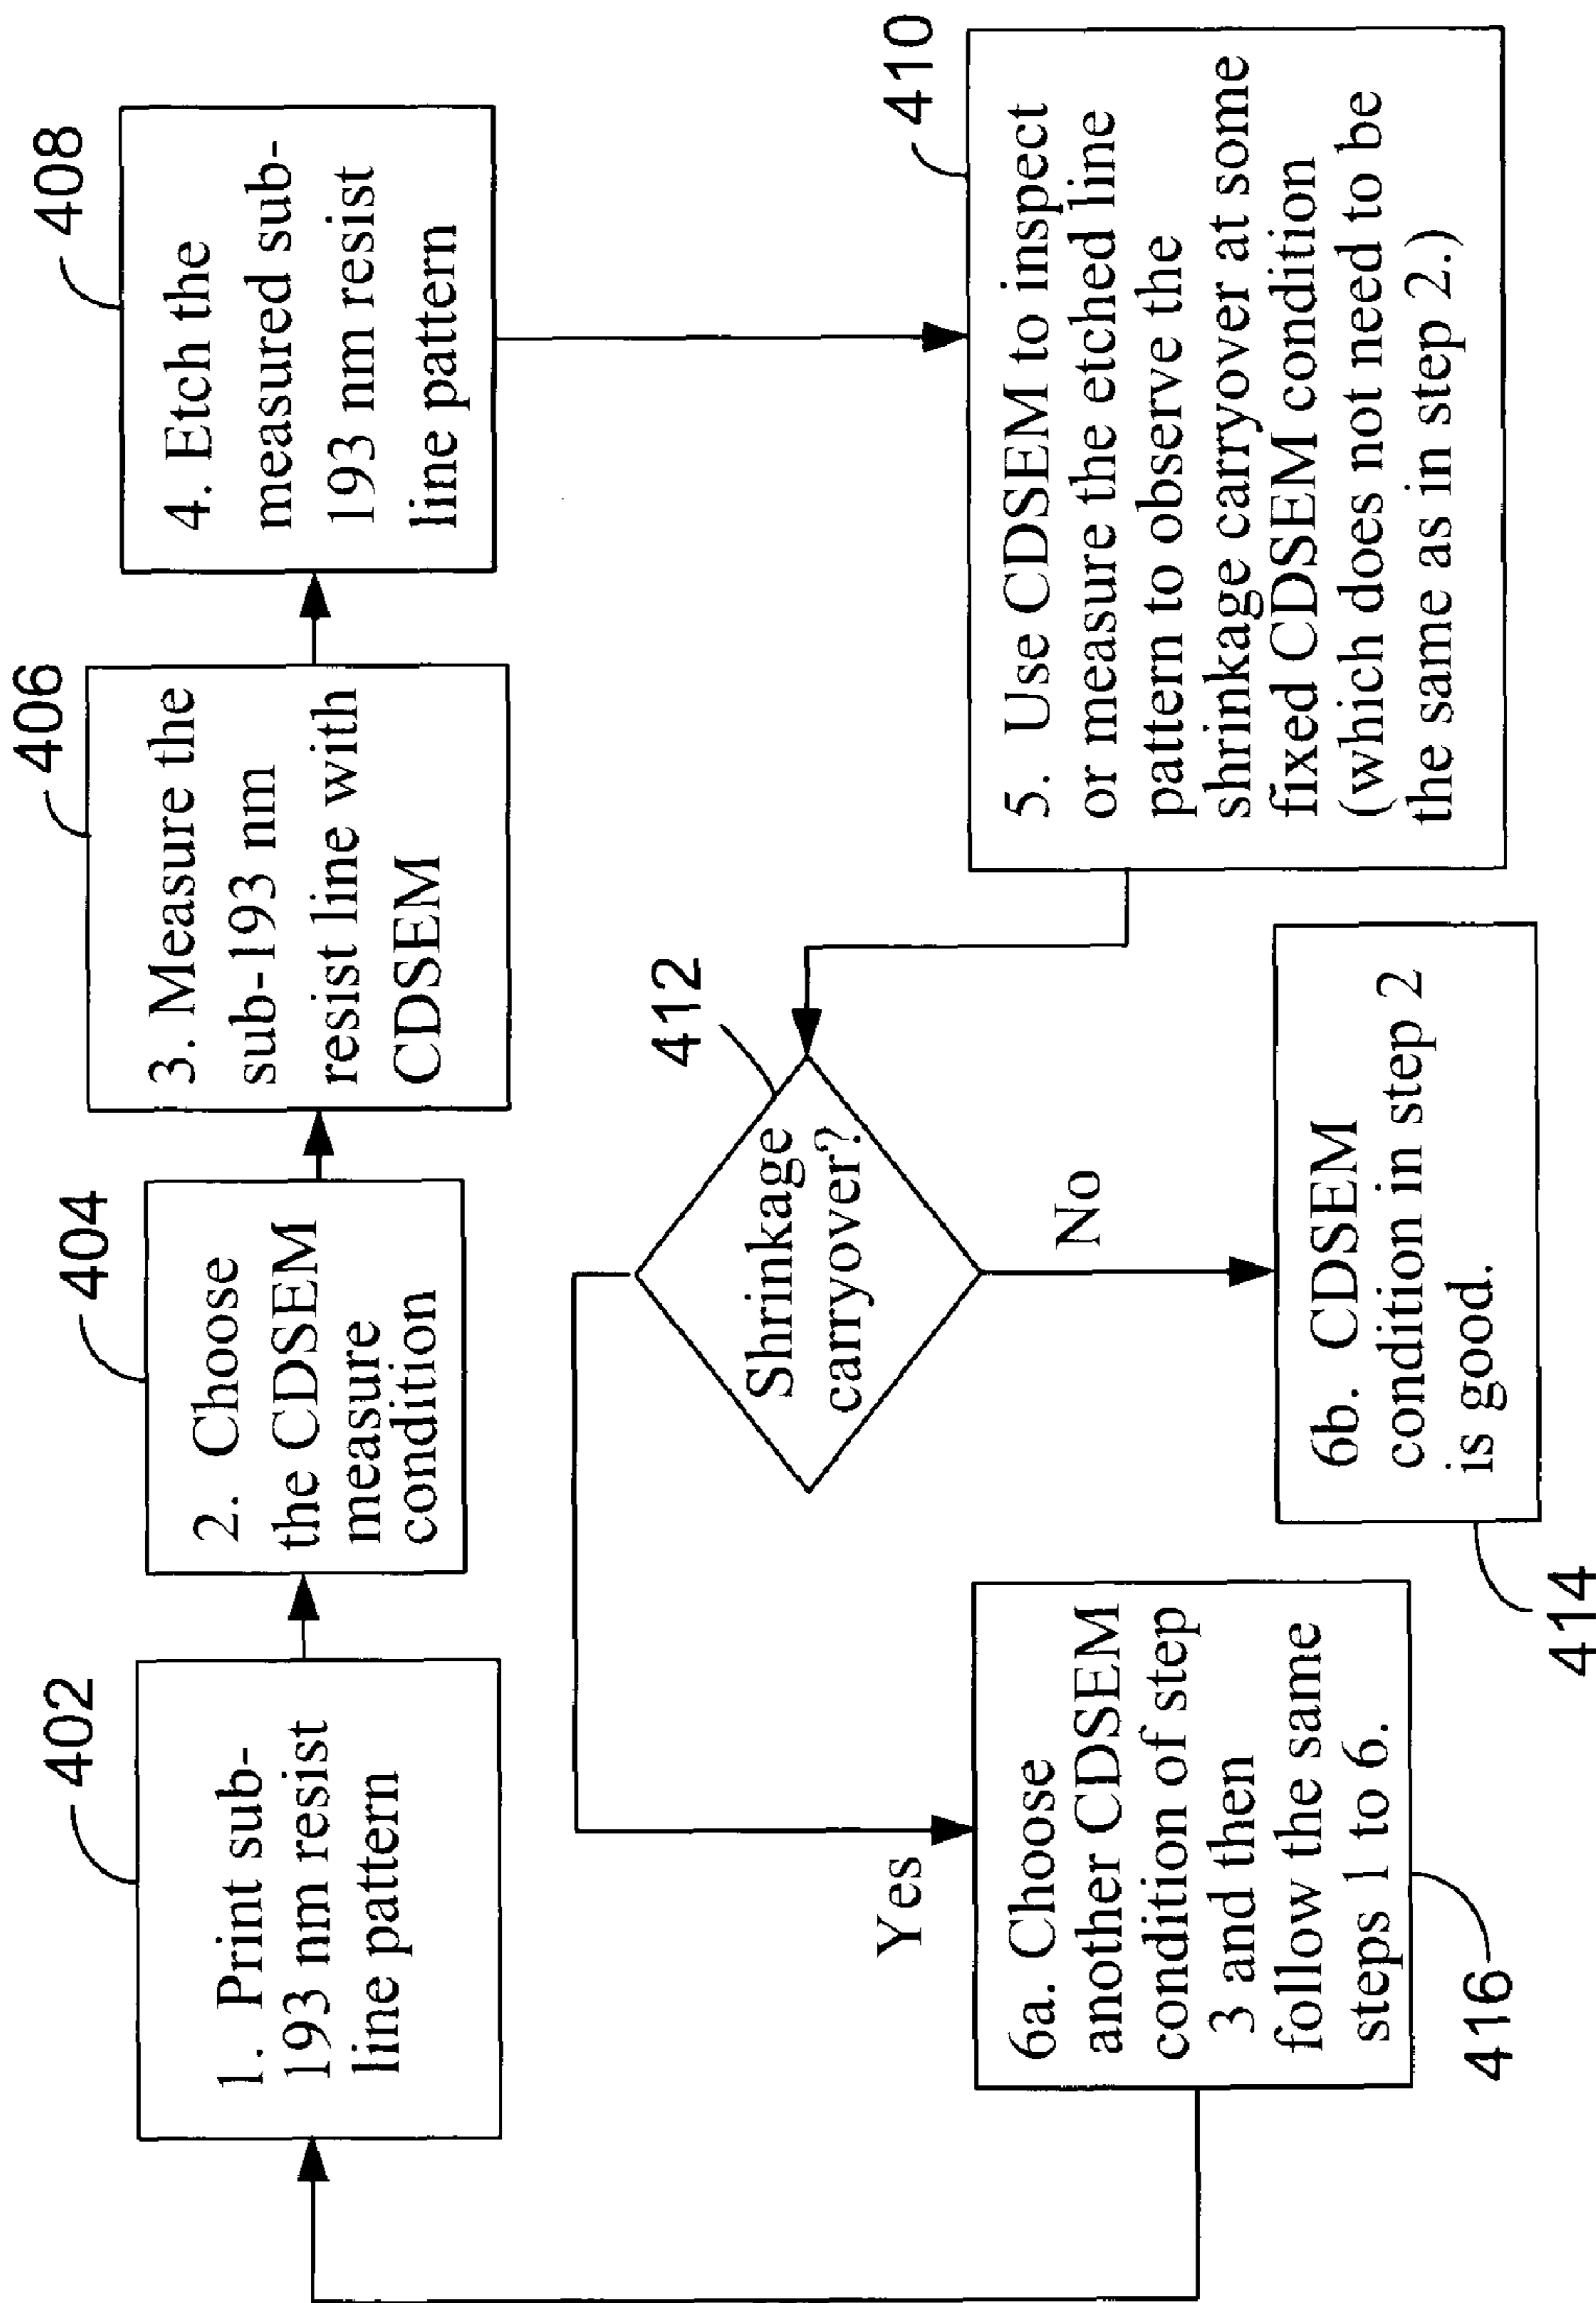 402
1. Print sub-
193 nm resist
line pattern
404
2. Choose
the CDSEM
measure
condition
406
3. Measure the
sub-193 nm
resist line with
CDSEM
408
4. Etch the
measured sub-
193 nm resist
line pattern
410
5. Use CDSEM to inspect
or measure the etched line
pattern to observe the
shrinkage carryover at some
fixed CDSEM condition
(which does not need to be
the same as in step 2.)
412
Shrinkage
carryover?
Yes
No
6a. Choose
another CDSEM
condition of step
3 and then
follow the same
steps 1 to 6.
416
6b. CDSEM
condition in step 2
is good.
414